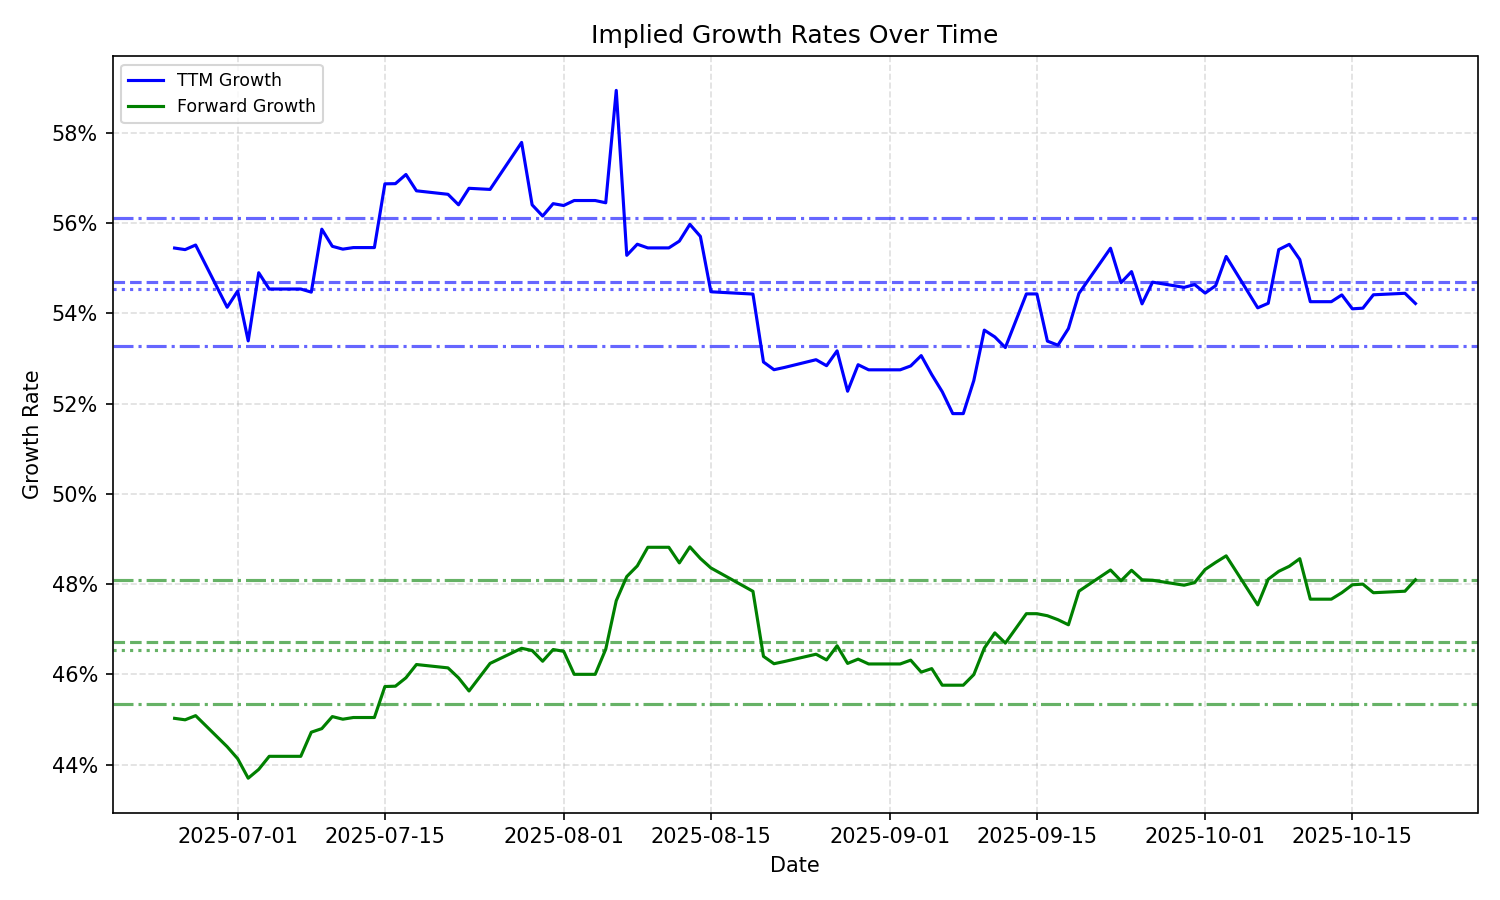 Implied Growth Rates Over Time
TTM Growth
Forward Growth
58%
56%
54%
52%
50%
48%
46%
44%
Growth Rate
2025-07-01 2025-07-15 2025-08-01 2025-08-15 2025-09-01 2025-09-15 2025-10-01 2025-10-15
Date